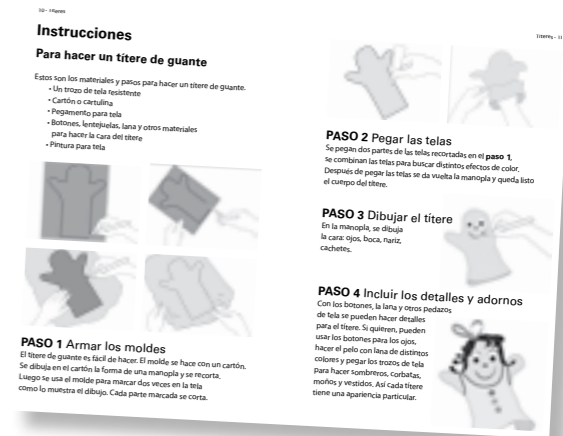 10 - Títeres
Instrucciones
Para hacer un títere de guante
Estos son los materiales y pasos para hacer un títere de guante.
• Un trozo de tela resistente
• Cartón o cartulina
• Pegamento para tela
• Botones, lentejuelas, lana y otros materiales
para hacer la cara del títere
• Pintura para tela
PASO 1 Armar los moldes
El títere de guante es fácil de hacer. El molde se hace con un cartón.
Se dibuja en el cartón la forma de una manopla y se recorta.
Luego se usa el molde para marcar dos veces en la tela
como lo muestra el dibujo. Cada parte marcada se corta.
Títeres - 11
PASO 2 Pegar las telas
Se pegan dos partes de las telas recortadas en el paso 1,
se combinan las telas para buscar distintos efectos de color.
Después de pegar las telas se da vuelta la manopla y queda listo
el cuerpo del títere.
PASO 3 Dibujar el títere
En la manopla, se dibuja
la cara: ojos, boca, nariz,
cachetes.
PASO 4 Incluir los detalles y adornos
Con los botones, la lana y otros pedazos
de tela se pueden hacer detalles
para el títere. Si quieren, pueden
usar los botones para los ojos,
hacer el pelo con lana de distintos
colores y pegar los trozos de tela
para hacer sombreros, corbatas,
moños y vestidos. Así cada títere
tiene una apariencia particular.